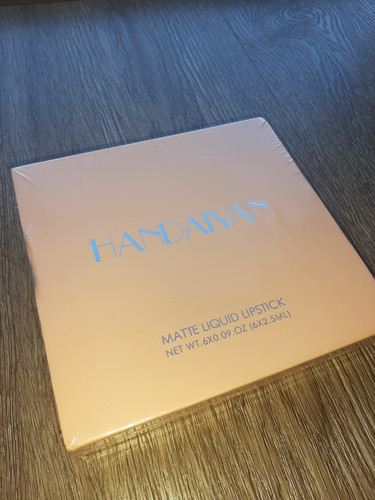 HANDAIYAN
MATTE LIQUID LIPSTICK
NET WT.6X0.09.OZ (6X2.5ML)